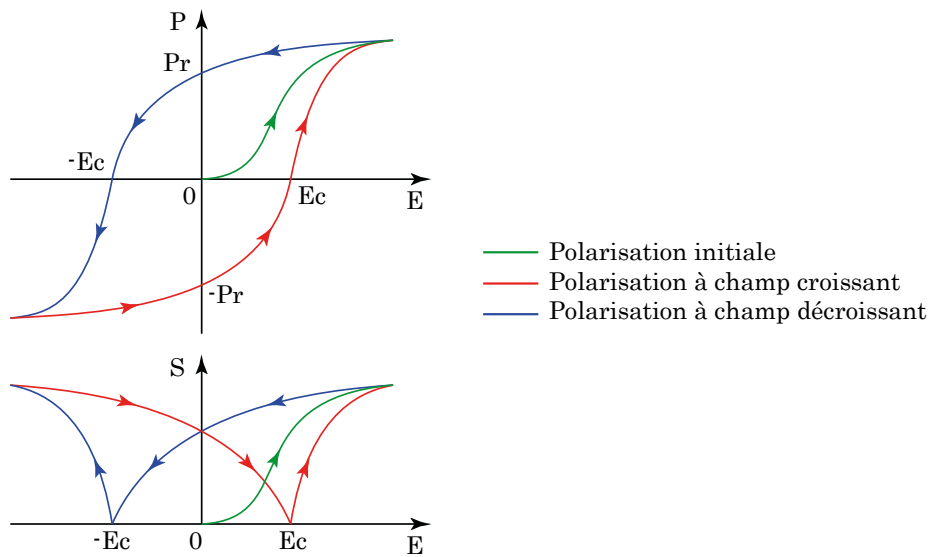 P
Pr
-Ec
0
Ec
E
-Pr
Polarisation initiale
Polarisation à champ croissant
Polarisation à champ décroissant
S
-Ec
0
Ec
E